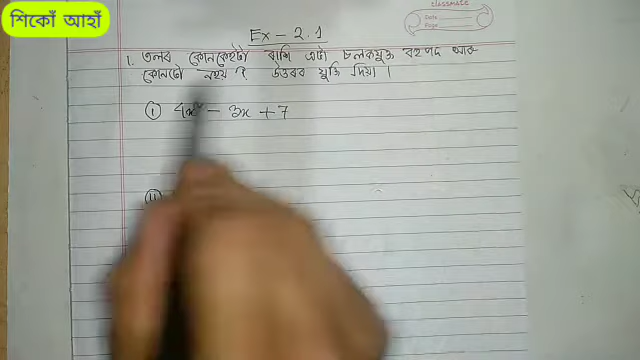 শিকোঁ আহাঁ
classmate
Date
Page
Ex - 2.1
1. তলৰ কোনকেইটা ৰাশি এটা চলকযুক্ত বহুপদ আৰু
কোনটো নহয় ? উত্তৰৰ যুক্তি দিয়া ।
(i) 4x² - 3x + 7
(ii)